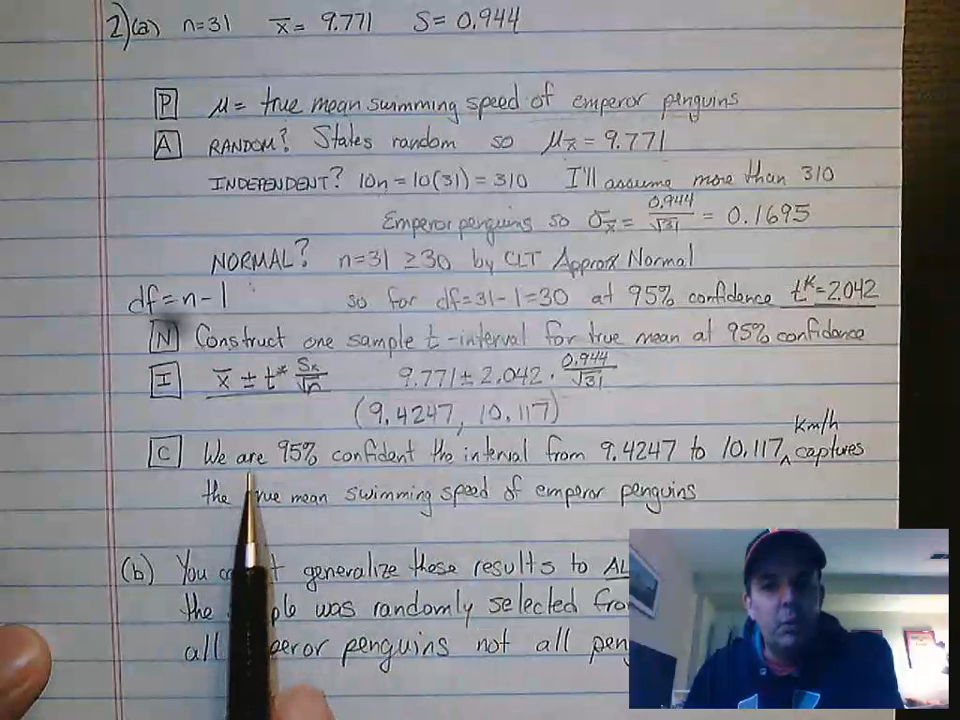 2)(a) n=31 x̄ = 9.771 S = 0.944
P μ = true mean swimming speed of emperor penguins
A RANDOM? States random so μx̄ = 9.771
INDEPENDENT? 10n = 10(31) = 310 I'll assume more than 310
Emperor penguins so σx̄ = 0.944/√31 = 0.1695
NORMAL? n=31 ≥30 by CLT Approx Normal
df = n - 1 so for df = 31-1 = 30 at 95% confidence t* = 2.042
N Construct one sample t-interval for true mean at 95% confidence
I x̄ ± t* Sx/√n 9.771 ± 2.042 · 0.944/√31
(9.4247, 10.117)
km/h
C We are 95% confident the interval from 9.4247 to 10.117 ^ captures
the true mean swimming speed of emperor penguins
(b) You generalize these results to
the was randomly selected
all penguins not all